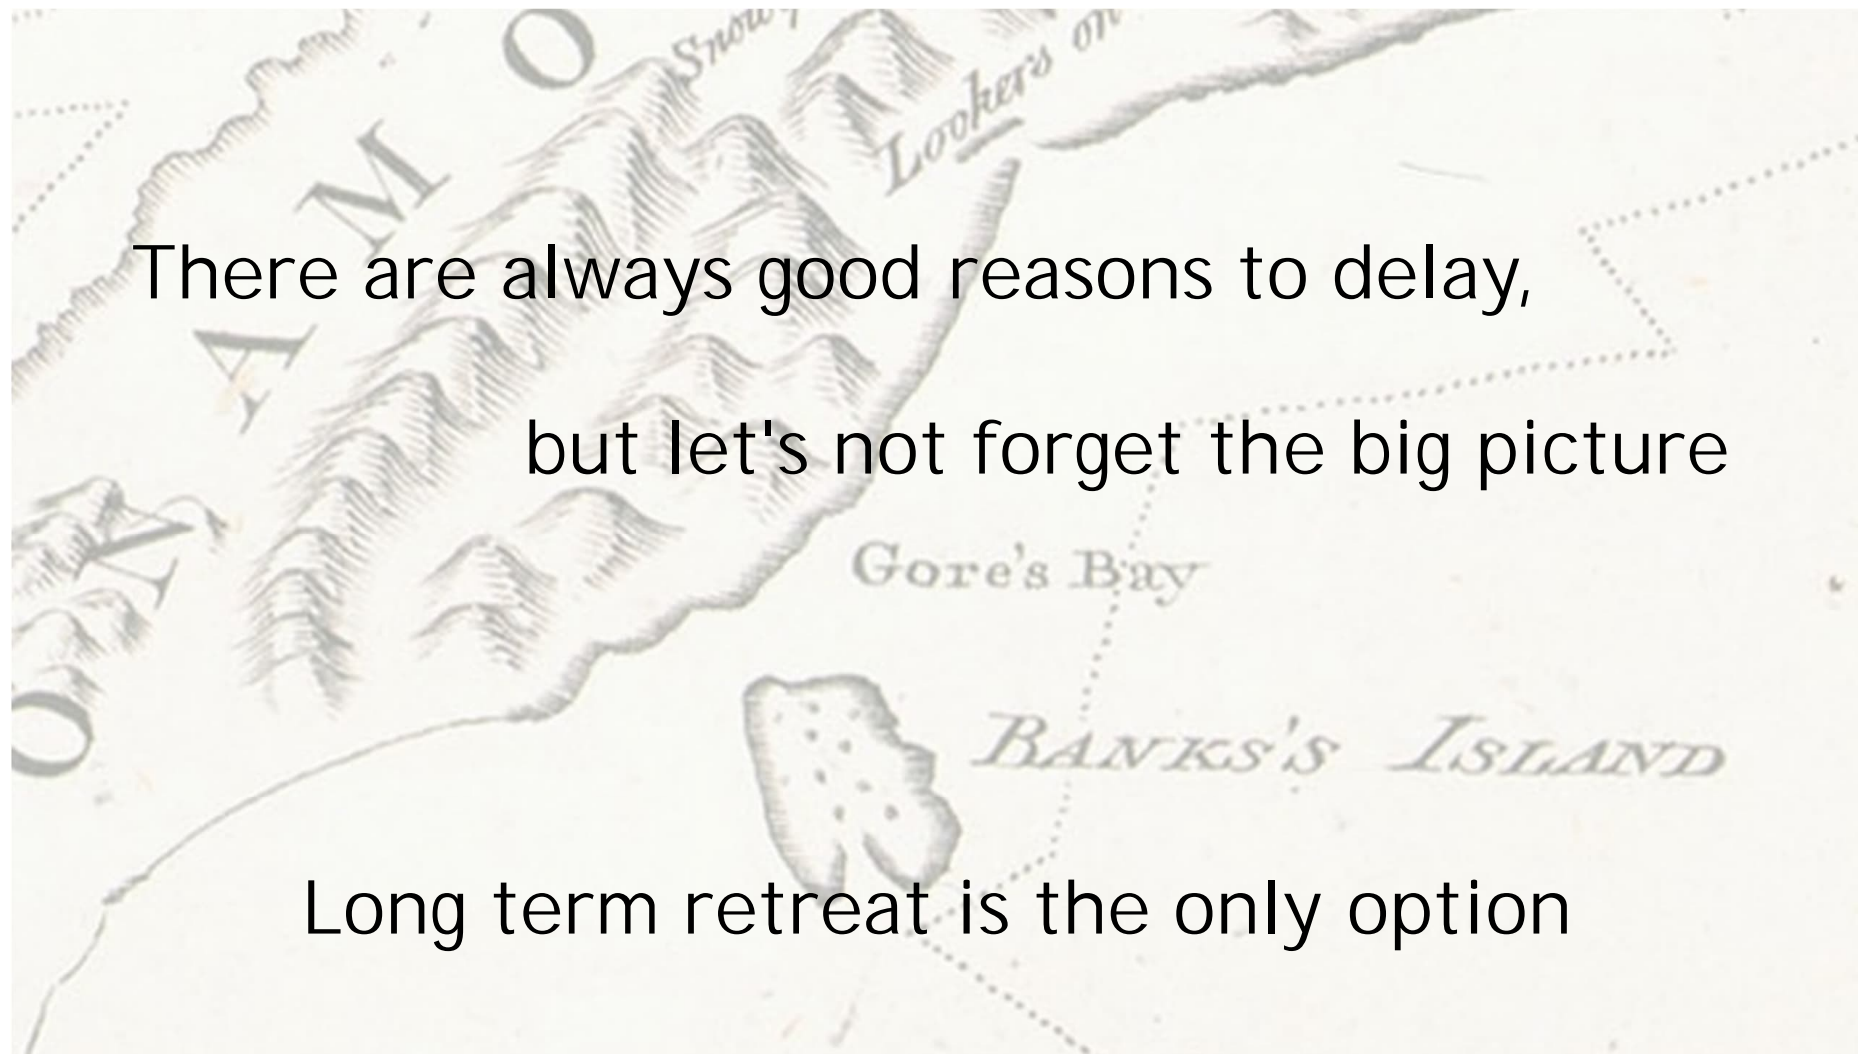 O
Snowy
Lookers on
M
There are always good reasons to delay,
A
but let's not forget the big picture
N
Gore's Bay
O
BANKS'S ISLAND
Long term retreat is the only option